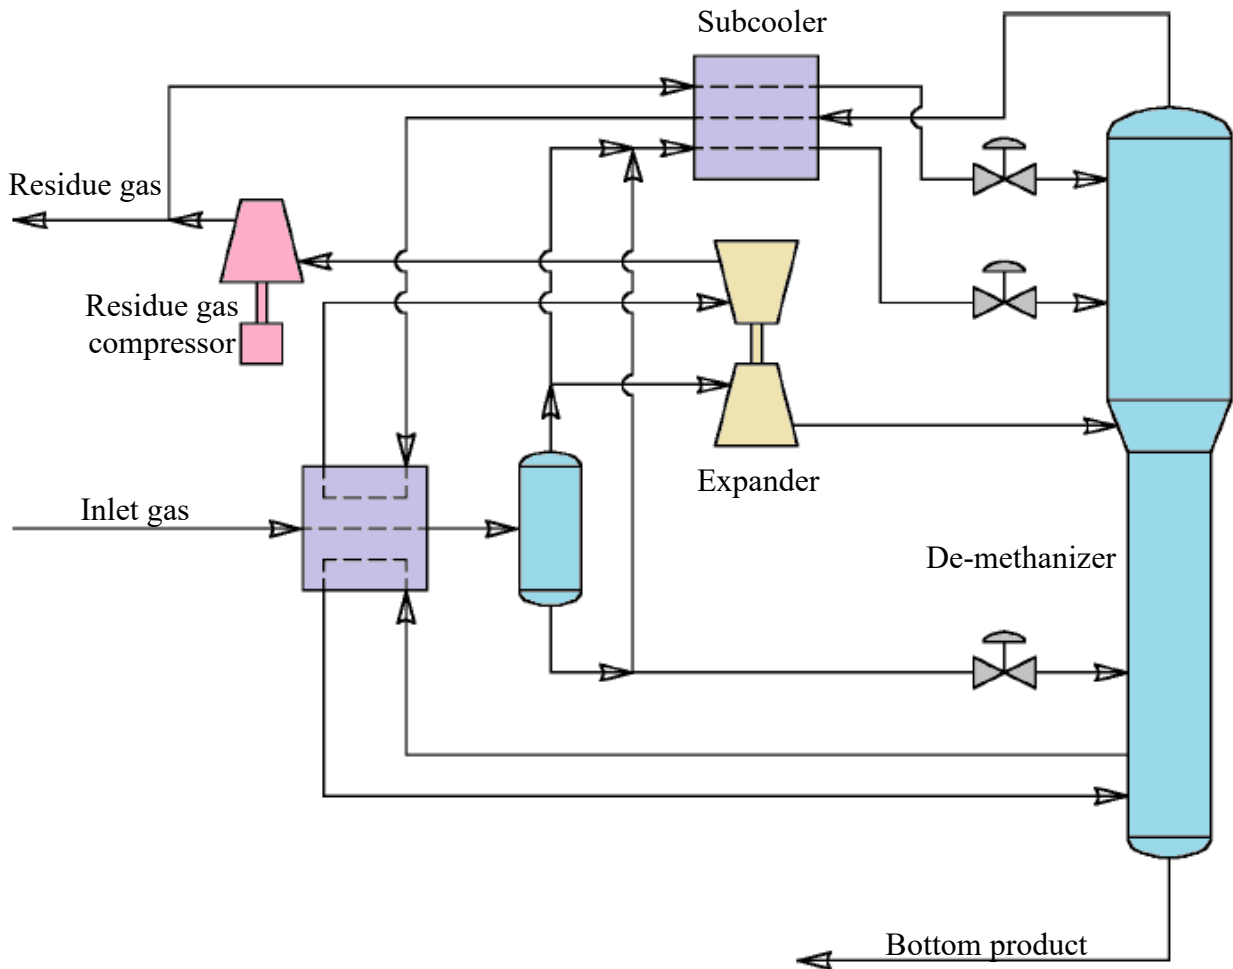 Subcooler
Residue gas
Residue gas
compressor
Expander
Inlet gas
De-methanizer
Bottom product